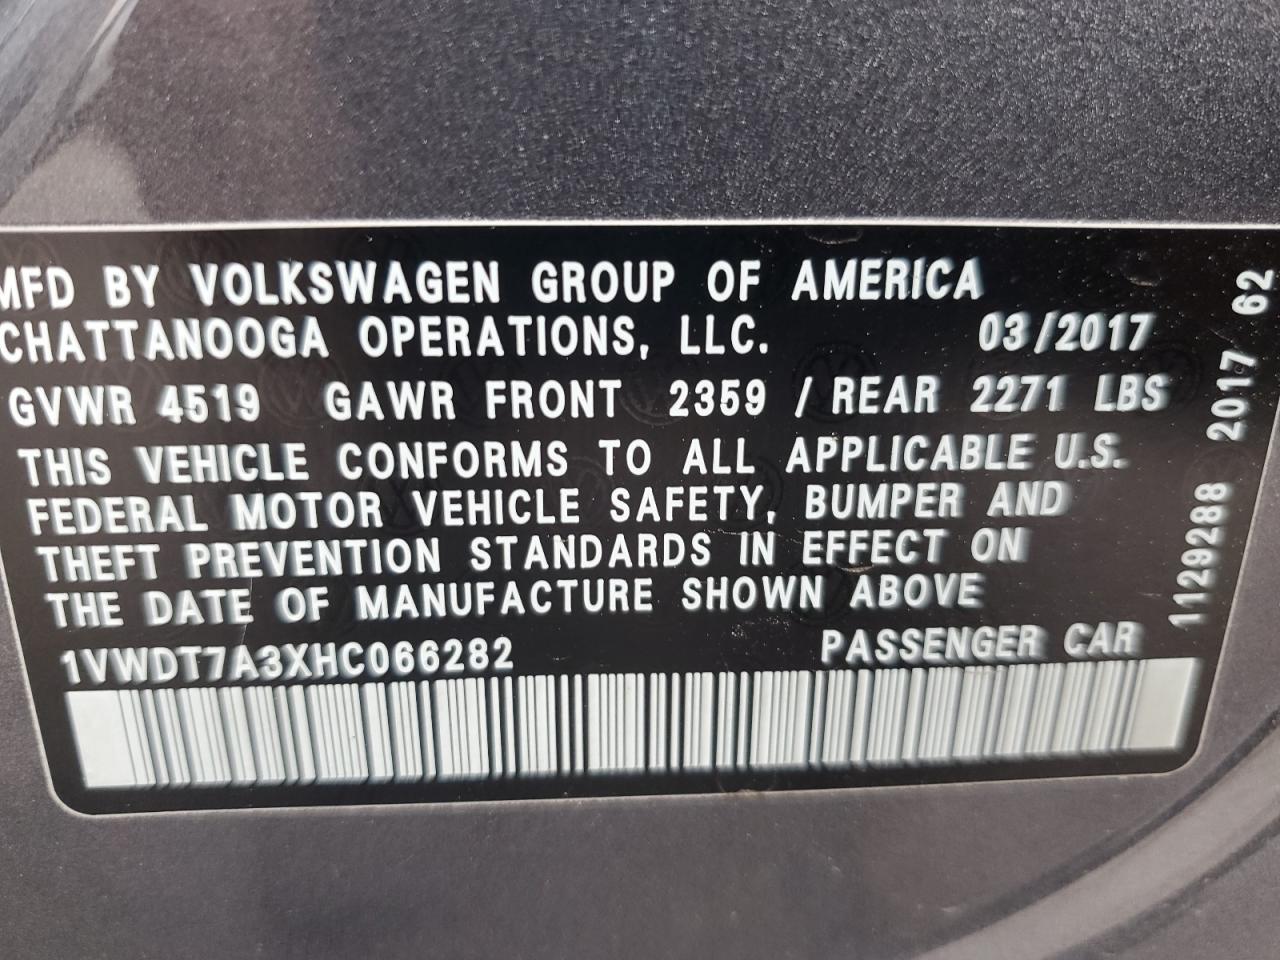 MFD BY VOLKSWAGEN GROUP OF AMERICA
CHATTANOOGA OPERATIONS, LLC. 03/2017
GVWR 4519 GAWR FRONT 2359 / REAR 2271 LBS
THIS VEHICLE CONFORMS TO ALL APPLICABLE U.S.
FEDERAL MOTOR VEHICLE SAFETY, BUMPER AND
THEFT PREVENTION STANDARDS IN EFFECT ON
THE DATE OF MANUFACTURE SHOWN ABOVE
1VWDT7A3XHC066282 PASSENGER CAR
1129288 2017 62